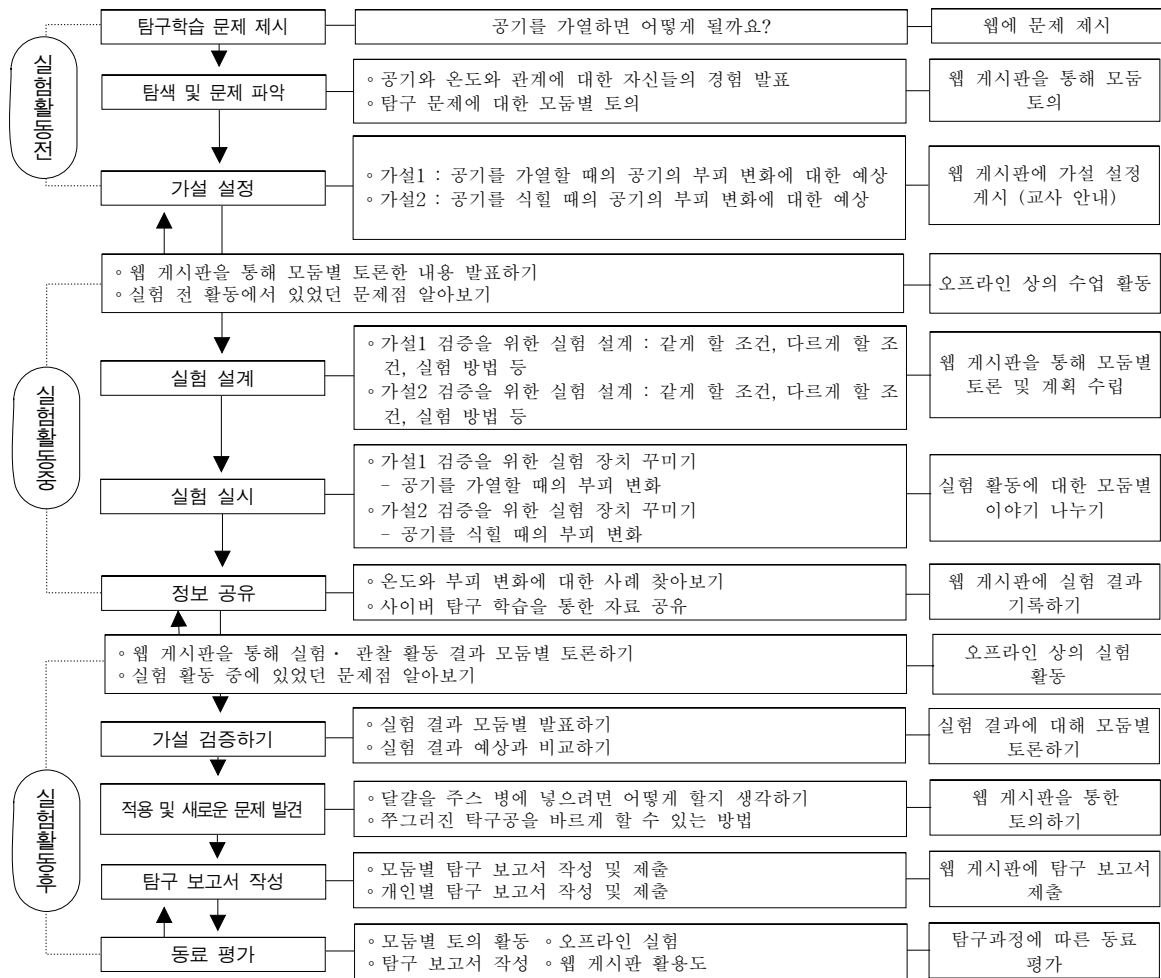 탐구학습 문제 제시
공기를 가열하면 어떻게 될까요?
웹에 문제 제시
실험활동전
탐색 및 문제 파악
◦ 공기와 온도와 관계에 대한 자신들의 경험 발표
◦ 탐구 문제에 대한 모둠별 토의
웹 게시판을 통해 모둠
토의
가설 설정
◦ 가설1 : 공기를 가열할 때의 공기의 부피 변화에 대한 예상
◦ 가설2 : 공기를 식힐 때의 공기의 부피 변화에 대한 예상
웹 게시판에 가설 설정
게시 (교사 안내)
◦ 웹 게시판을 통해 모둠별 토론한 내용 발표하기
◦ 실험 전 활동에서 있었던 문제점 알아보기
오프라인 상의 수업 활동
실험활동중
실험 설계
◦ 가설1 검증을 위한 실험 설계 : 같게 할 조건, 다르게 할 조
건, 실험 방법 등
◦ 가설2 검증을 위한 실험 설계 : 같게 할 조건, 다르게 할 조
건, 실험 방법 등
웹 게시판을 통해 모둠별
토론 및 계획 수립
실험 실시
◦ 가설1 검증을 위한 실험 장치 꾸미기
– 공기를 가열할 때의 부피 변화
◦ 가설2 검증을 위한 실험 장치 꾸미기
– 공기를 식힐 때의 부피 변화
실험 활동에 대한 모둠별
이야기 나누기
정보 공유
◦ 온도와 부피 변화에 대한 사례 찾아보기
◦ 사이버 탐구 학습을 통한 자료 공유
웹 게시판에 실험 결과
기록하기
◦ 웹 게시판을 통해 실험· 관찰 활동 결과 모둠별 토론하기
◦ 실험 활동 중에 있었던 문제점 알아보기
오프라인 상의 실험
활동
실험활동후
가설 검증하기
◦ 실험 결과 모둠별 발표하기
◦ 실험 결과 예상과 비교하기
실험 결과에 대해 모둠별
토론하기
적용 및 새로운 문제 발견
◦ 달걀을 주스 병에 넣으려면 어떻게 할지 생각하기
◦ 쭈그러진 탁구공을 바르게 할 수 있는 방법
웹 게시판을 통한
토의하기
탐구 보고서 작성
◦ 모둠별 탐구 보고서 작성 및 제출
◦ 개인별 탐구 보고서 작성 및 제출
웹 게시판에 탐구 보고서
제출
동료 평가
◦ 모둠별 토의 활동 ◦ 오프라인 실험
◦ 탐구 보고서 작성 ◦ 웹 게시판 활용도
탐구과정에 따른 동료
평가